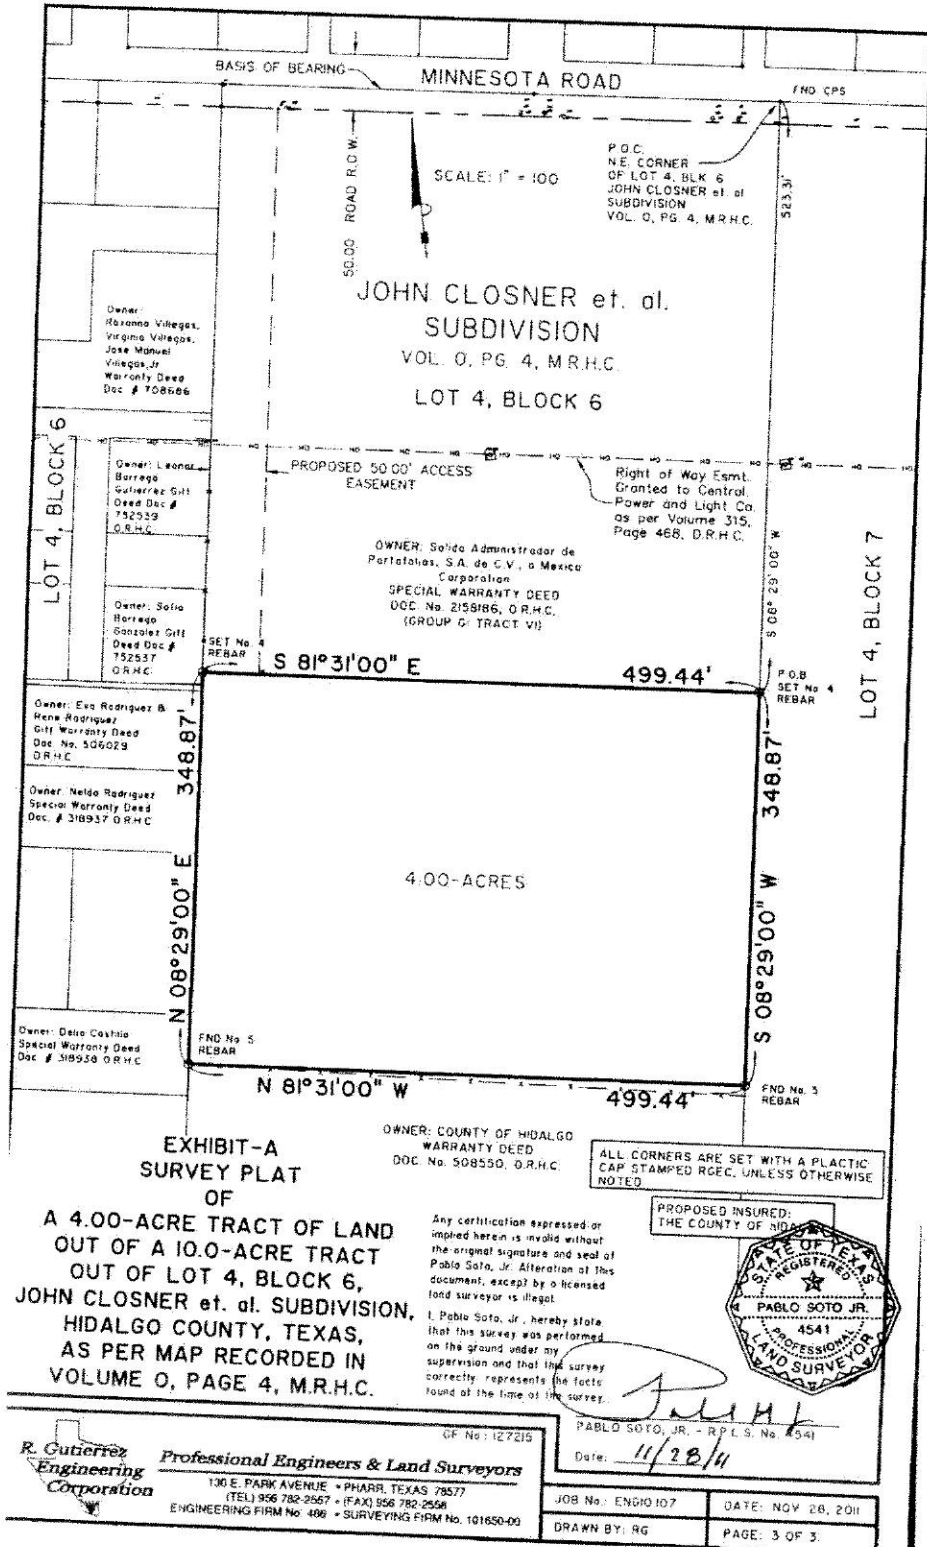 BASIS OF BEARING
MINNESOTA ROAD
FND. CPS
50.00 ROAD R.O.W.
SCALE: 1" = 100
P.O.C.
N.E. CORNER
OF LOT 4, BLK 6
JOHN CLOSNER et. al
SUBDIVISION
VOL. 0, PG. 4, M.R.H.C.
523.31'
JOHN CLOSNER et. al.
SUBDIVISION
VOL. 0, PG. 4, M.R.H.C.
LOT 4, BLOCK 6
Owner:
Roxanna Villegas,
Virginia Villegas,
Jose Manuel
Villegas, Jr
Warranty Deed
Doc # 708686
LOT 4, BLOCK 6
Owner: Leonor
Borrego
Gutierrez Gift
Deed Doc #
752539
O.R.H.C.
PROPOSED 50.00' ACCESS
EASEMENT
Right of Way Esmt.
Granted to Central
Power and Light Co.
as per Volume 315,
Page 468, D.R.H.C.
OWNER: Solida Administrador de
Portafolios, S.A. de C.V., a Mexico
Corporation
SPECIAL WARRANTY DEED
DOC. No. 2158186, O.R.H.C.
(GROUP G: TRACT VI)
S 08° 29' 00" W
LOT 4, BLOCK 7
Owner: Sofia
Borrego
Gonzalez Gift
Deed Doc #
752537
O.R.H.C.
SET No. 4
REBAR
S 81°31'00" E
499.44'
P.O.B
SET No 4
REBAR
Owner: Eva Rodriguez &
Rene Rodriguez
Gift Warranty Deed
Doc. No. 506029
O.R.H.C
348.87'
348.87'
Owner: Nelda Rodriguez
Special Warranty Deed
Doc. # 318937 O.R.H.C
4.00-ACRES
N 08°29'00" E
S 08°29'00" W
Owner: Delia Castillo
Special Warranty Deed
Doc # 318938 O.R.H.C
FND No 5
REBAR
N 81°31'00" W
499.44'
FND No. 5
REBAR
EXHIBIT-A
SURVEY PLAT
OF
A 4.00-ACRE TRACT OF LAND
OUT OF A 10.0-ACRE TRACT
OUT OF LOT 4, BLOCK 6,
JOHN CLOSNER et. al. SUBDIVISION,
HIDALGO COUNTY, TEXAS,
AS PER MAP RECORDED IN
VOLUME 0, PAGE 4, M.R.H.C.
OWNER: COUNTY OF HIDALGO
WARRANTY DEED
DOC. No. 508550, O.R.H.C.
ALL CORNERS ARE SET WITH A PLACTIC
CAP STAMPED RGEC, UNLESS OTHERWISE
NOTED
PROPOSED INSURED:
THE COUNTY OF HIDA
Any certification expressed or
implied herein is invalid without
the original signature and seal of
Pablo Soto, Jr. Alteration of this
document, except by a licensed
land surveyor is illegal.
I, Pablo Soto, Jr., hereby state
that this survey was performed
on the ground under my
supervision and that this survey
correctly represents the facts
found at the time of the survey.
STATE OF TEXAS
REGISTERED
PABLO SOTO JR.
4541
PROFESSIONAL
LAND SURVEYOR
PABLO SOTO, JR. - R.P.L.S. No. 4541
Date: 11/28/11
GF No.: 127215
R. Gutierrez
Engineering
Corporation
Professional Engineers & Land Surveyors
130 E. PARK AVENUE • PHARR, TEXAS 78577
(TEL) 956 782-2557 • (FAX) 956 782-2558
ENGINEERING FIRM No. 486 • SURVEYING FIRM No. 101650-00
JOB No.: ENG10107
DATE: NOV 28, 2011
DRAWN BY: RG
PAGE: 3 OF 3